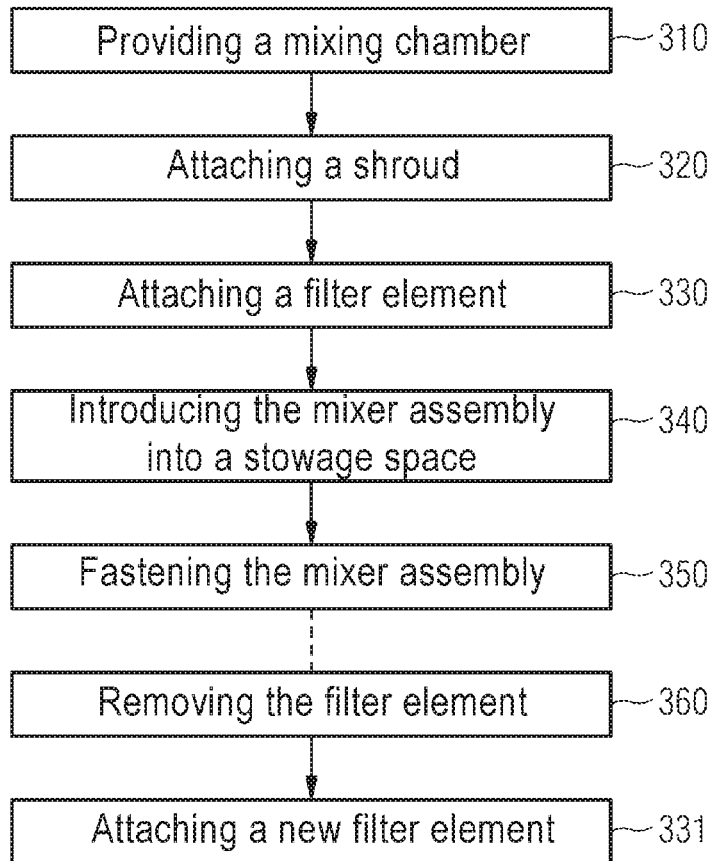 Providing a mixing chamber 310
Attaching a shroud 320
Attaching a filter element 330
Introducing the mixer assembly
into a stowage space 340
Fastening the mixer assembly 350
Removing the filter element 360
Attaching a new filter element 331